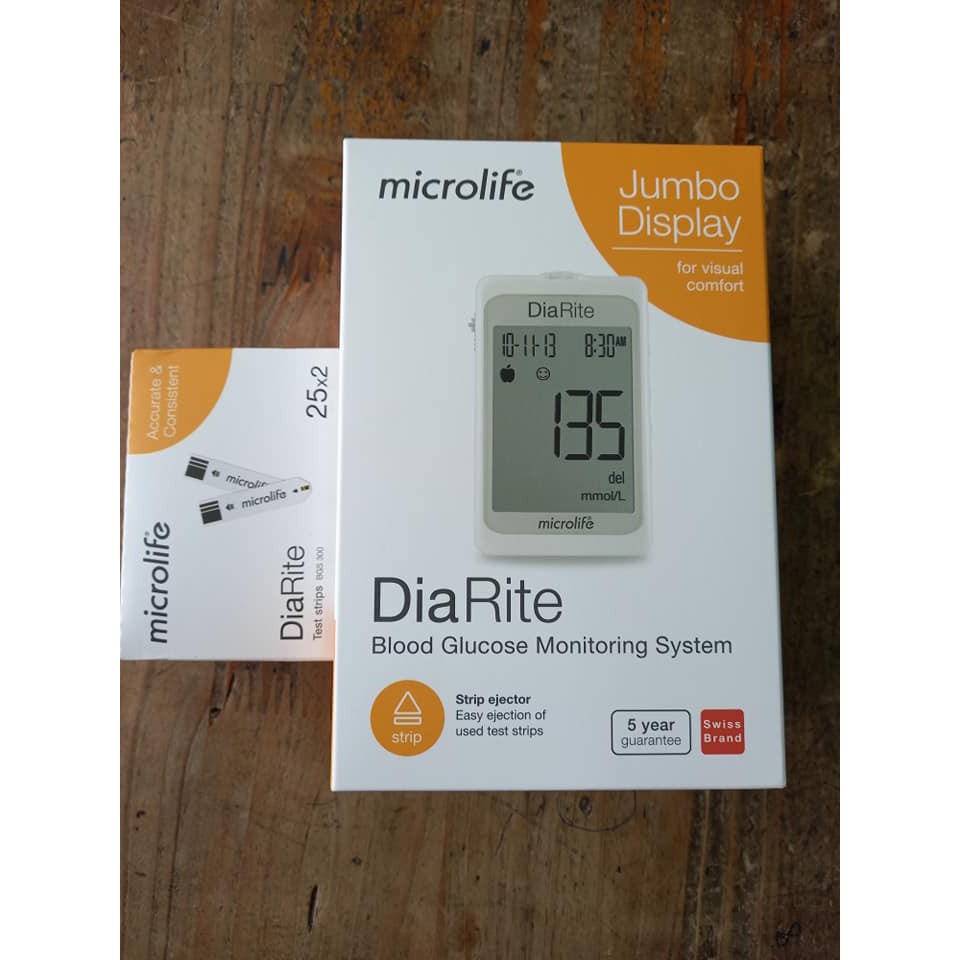 microlife®
Jumbo
Display
for visual
comfort
DiaRite
10-11-13 8:30 AM
135
del
mmol/L
microlife®
DiaRite
Blood Glucose Monitoring System
strip
Strip ejector
Easy ejection of
used test strips
5 year
guarantee
Swiss
Brand
Accurate &
Consistent
25x2
microlife
microlife
microlife®
DiaRite
Test strips BGS 300